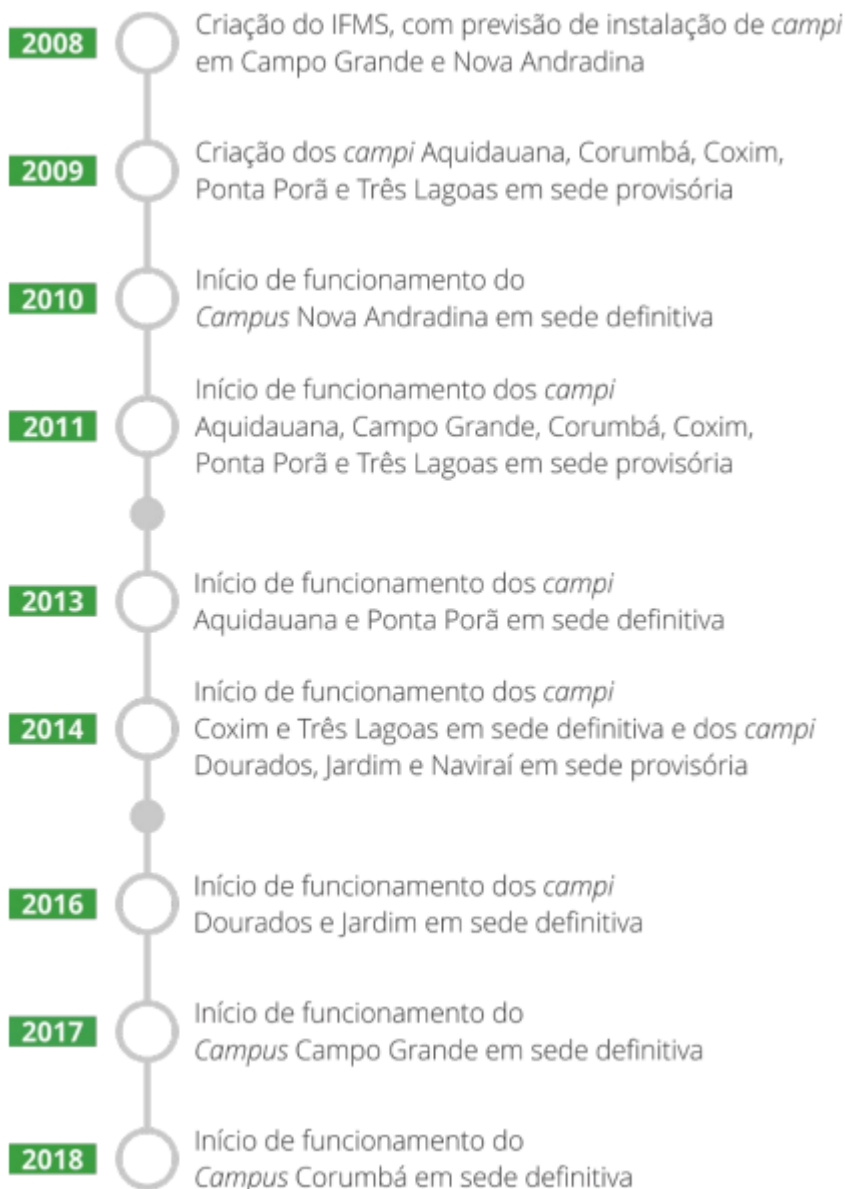 2008
Criação do IFMS, com previsão de instalação de campi
em Campo Grande e Nova Andradina
2009
Criação dos campi Aquidauana, Corumbá, Coxim,
Ponta Porã e Três Lagoas em sede provisória
2010
Início de funcionamento do
Campus Nova Andradina em sede definitiva
2011
Início de funcionamento dos campi
Aquidauana, Campo Grande, Corumbá, Coxim,
Ponta Porã e Três Lagoas em sede provisória
2013
Início de funcionamento dos campi
Aquidauana e Ponta Porã em sede definitiva
2014
Início de funcionamento dos campi
Coxim e Três Lagoas em sede definitiva e dos campi
Dourados, Jardim e Naviraí em sede provisória
2016
Início de funcionamento dos campi
Dourados e Jardim em sede definitiva
2017
Início de funcionamento do
Campus Campo Grande em sede definitiva
2018
Início de funcionamento do
Campus Corumbá em sede definitiva